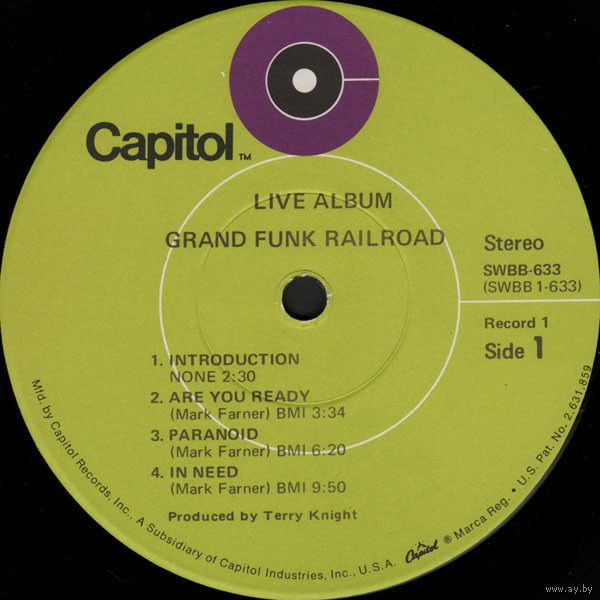 Capitol™
LIVE ALBUM
GRAND FUNK RAILROAD
Stereo
SWBB-633
(SWBB 1-633)
Record 1
Side 1
1. INTRODUCTION
NONE 2:30
2. ARE YOU READY
(Mark Farner) BMI 3:34
3. PARANOID
(Mark Farner) BMI 6:20
4. IN NEED
(Mark Farner) BMI 9:50
Produced by Terry Knight
Mfd. by Capitol Records, Inc., A Subsidiary of Capitol Industries, Inc., U.S.A. Capitol ® Marca Reg. • U.S. Pat. No. 2,631,859
www.ay.by